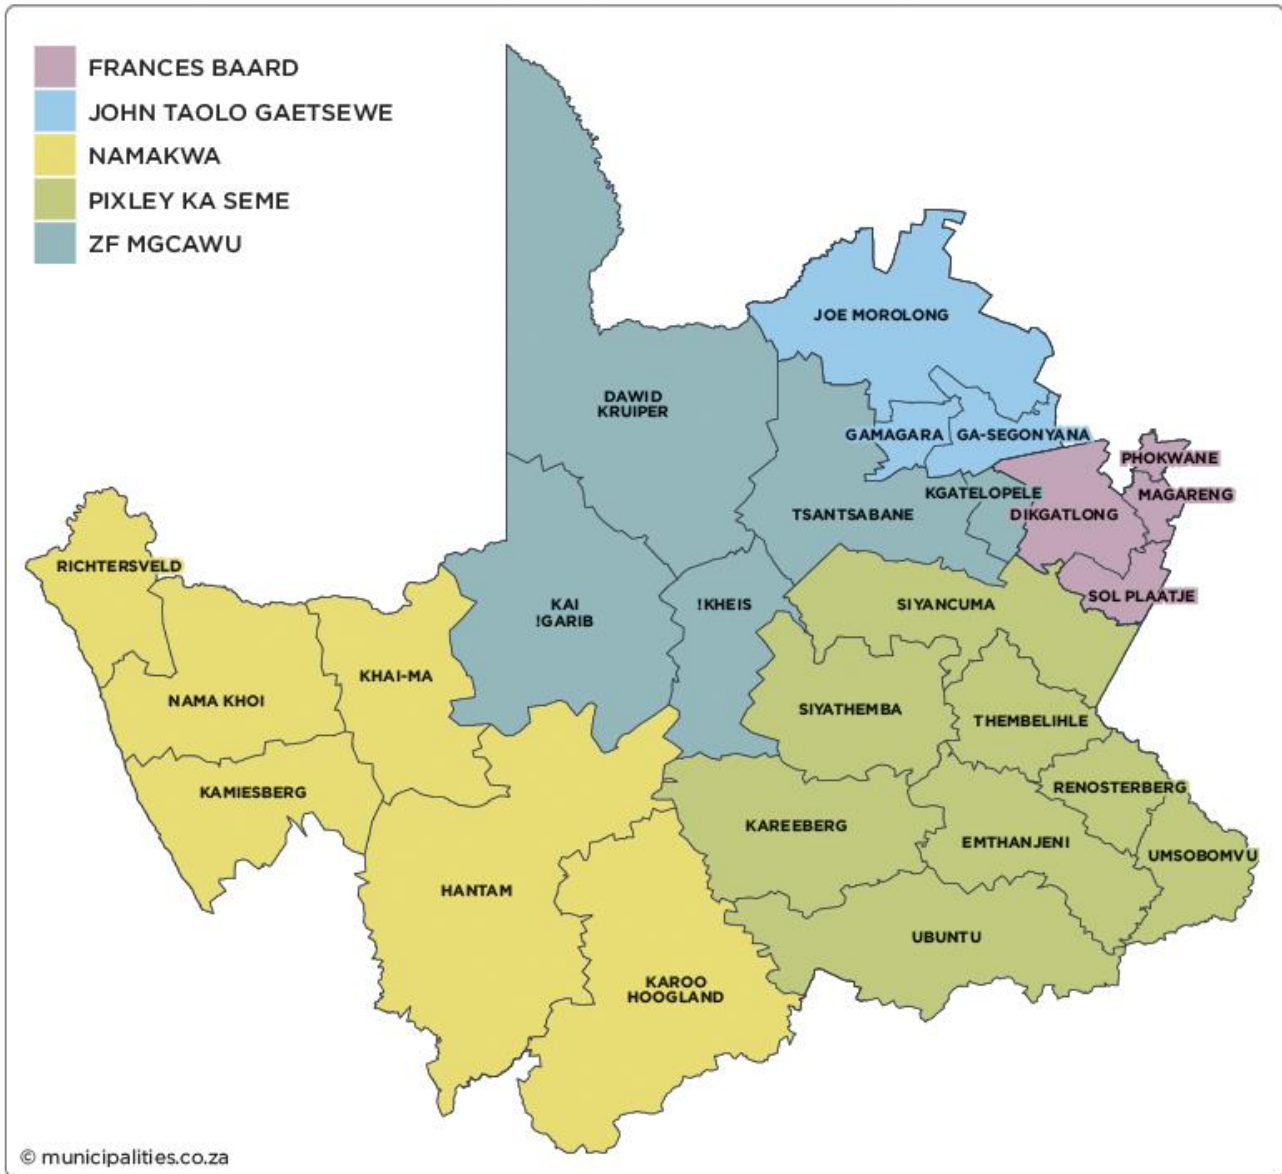 FRANCES BAARD
JOHN TAOLO GAETSEWE
NAMAKWA
PIXLEY KA SEME
ZF MGCAWU
JOE MOROLONG
DAWID
KRUIPER
GAMAGARA
GA-SEGONYANA
PHOKWANE
KGATELOPELE
MAGARENG
TSANTSABANE
DIKGATLONG
RICHTERSVELD
SOL PLAATJE
KAI
!GARIB
!KHEIS
SIYANCUMA
KHAI-MA
NAMA KHOI
SIYATHEMBA
THEMBELIHLE
KAMIESBERG
RENOSTERBERG
KAREEBERG
EMTHANJENI
UMSOBOMVU
HANTAM
UBUNTU
KAROO
HOOGLAND
© municipalities.co.za